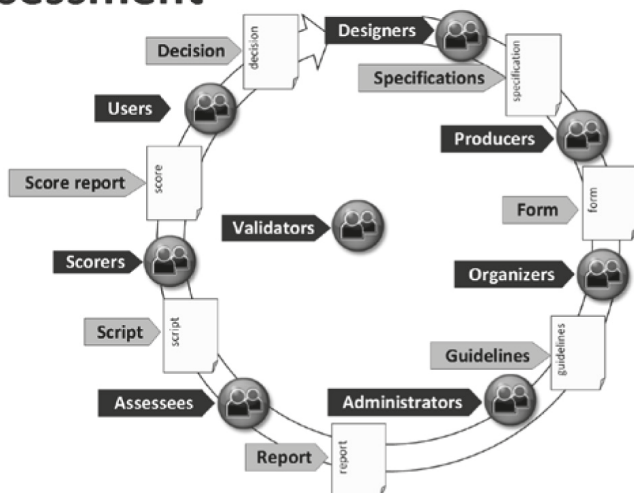 Designers
Specifications
specification
Producers
Form
form
Organizers
Guidelines
guidelines
Administrators
Report
report
Assessees
Script
script
Scorers
Score report
score
Users
Decision
decision
Validators